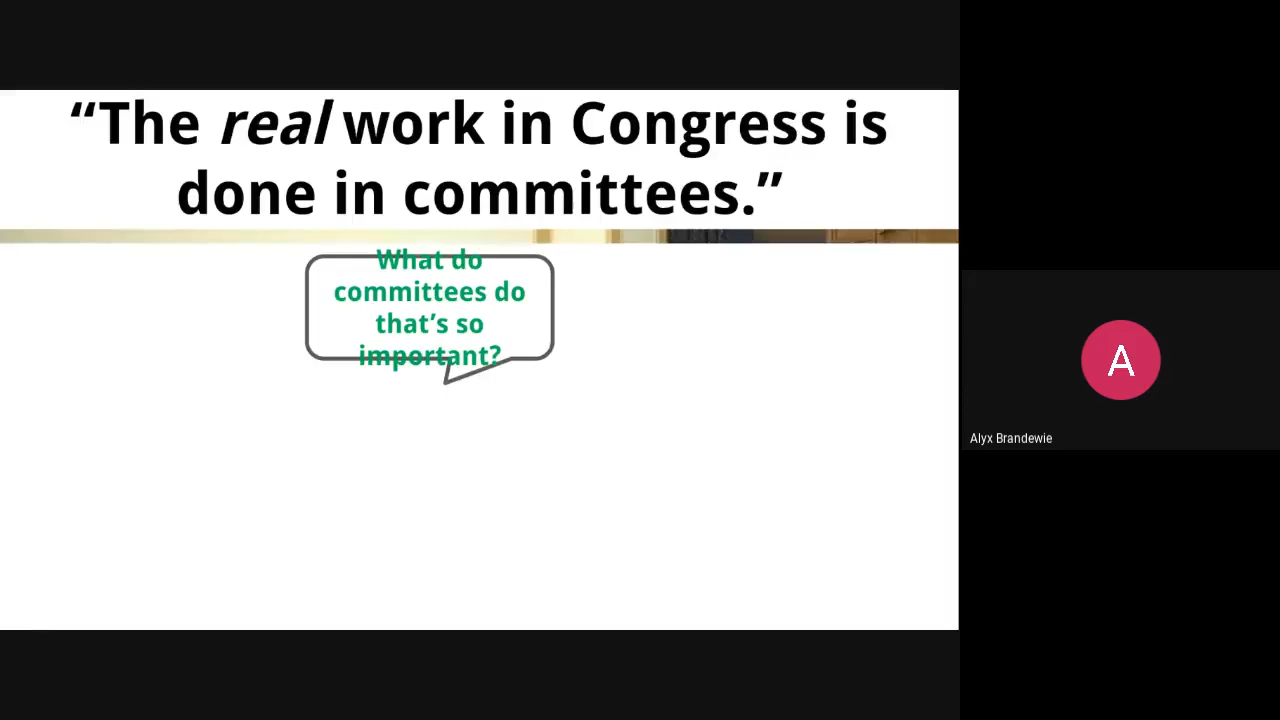 “The real work in Congress is
done in committees.”
What do
committees do
that’s so
important?
A
Alyx Brandewie